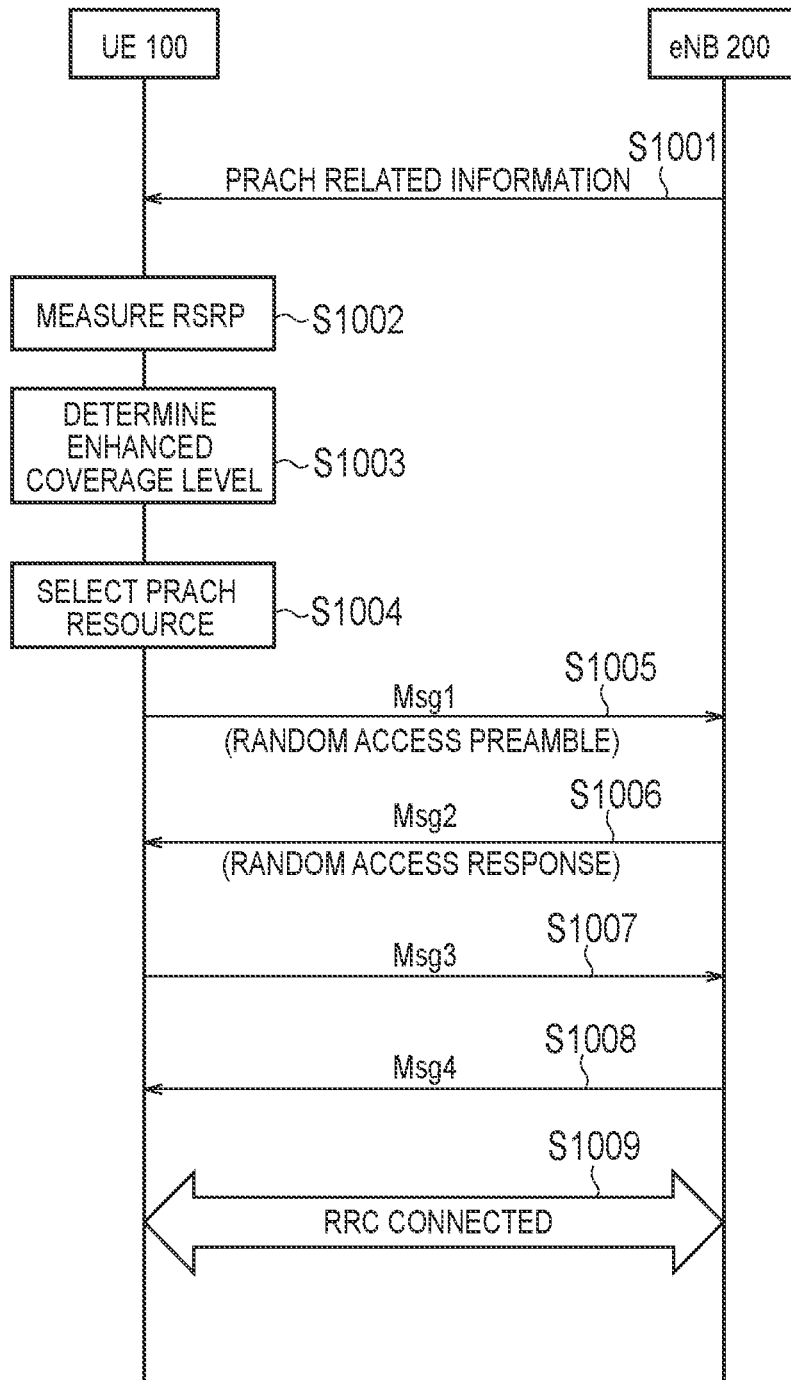 UE 100
eNB 200
S1001
PRACH RELATED INFORMATION
MEASURE RSRP
S1002
DETERMINE
ENHANCED
COVERAGE LEVEL
S1003
SELECT PRACH
RESOURCE
S1004
S1005
Msg1
(RANDOM ACCESS PREAMBLE)
S1006
Msg2
(RANDOM ACCESS RESPONSE)
S1007
Msg3
S1008
Msg4
S1009
RRC CONNECTED